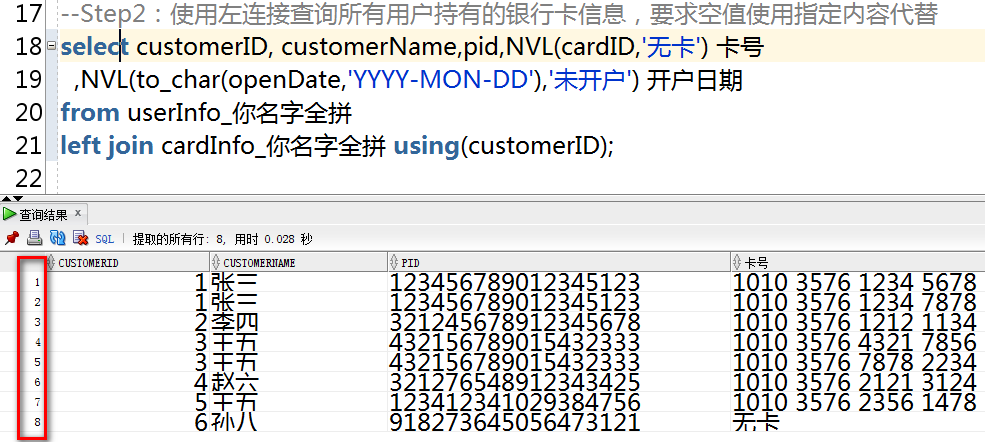 17 --Step2：使用左连接查询所有用户持有的银行卡信息，要求空值使用指定内容代替
18 select customerID, customerName,pid,NVL(cardID,'无卡') 卡号
19 ,NVL(to_char(openDate,'YYYY-MON-DD'),'未开户') 开户日期
20 from userInfo_你名字全拼
21 left join cardInfo_你名字全拼 using(customerID);
22
查询结果 x
SQL | 提取的所有行: 8, 用时 0.028 秒
CUSTOMERID CUSTOMERNAME PID 卡号
1 1 张三 123456789012345123 1010 3576 1234 5678
2 1 张三 123456789012345123 1010 3576 1234 7878
3 2 李四 321245678912345678 1010 3576 1212 1134
4 3 王五 432156789015432333 1010 3576 4321 7856
5 3 王五 432156789015432333 1010 3576 7878 2234
6 4 赵六 321276548912343425 1010 3576 2121 3124
7 5 王五 123412341029384756 1010 3576 2356 1478
8 6 孙八 918273645056473121 无卡